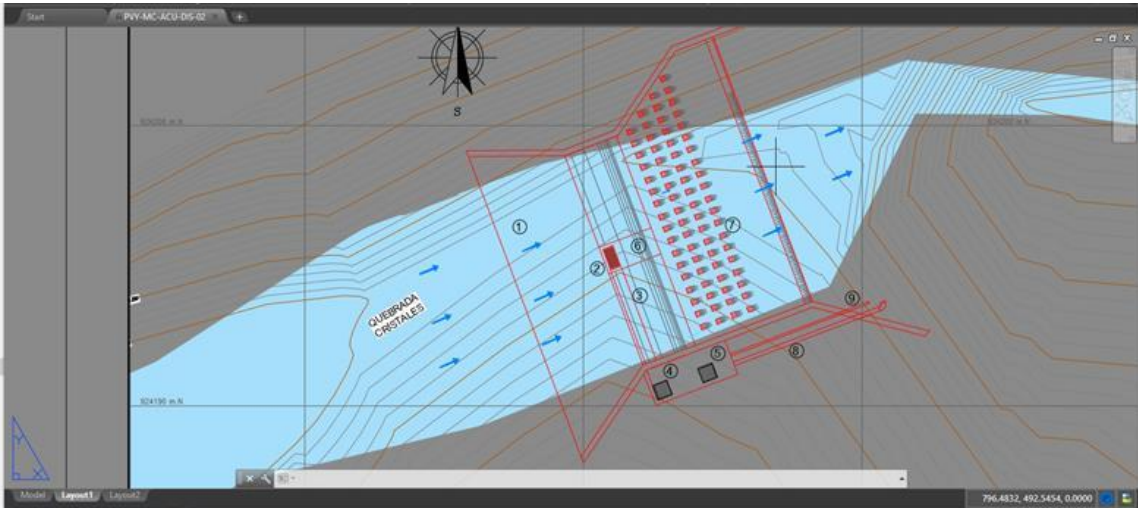 Start
PVY-MC-ACU-DIS-02
S
QUEBRADA
CRISTALES
1
2
3
4
5
6
7
8
9
924190 m.N
Y
X
Model
Layout1
Layout2
796.4832, 492.5454, 0.0000